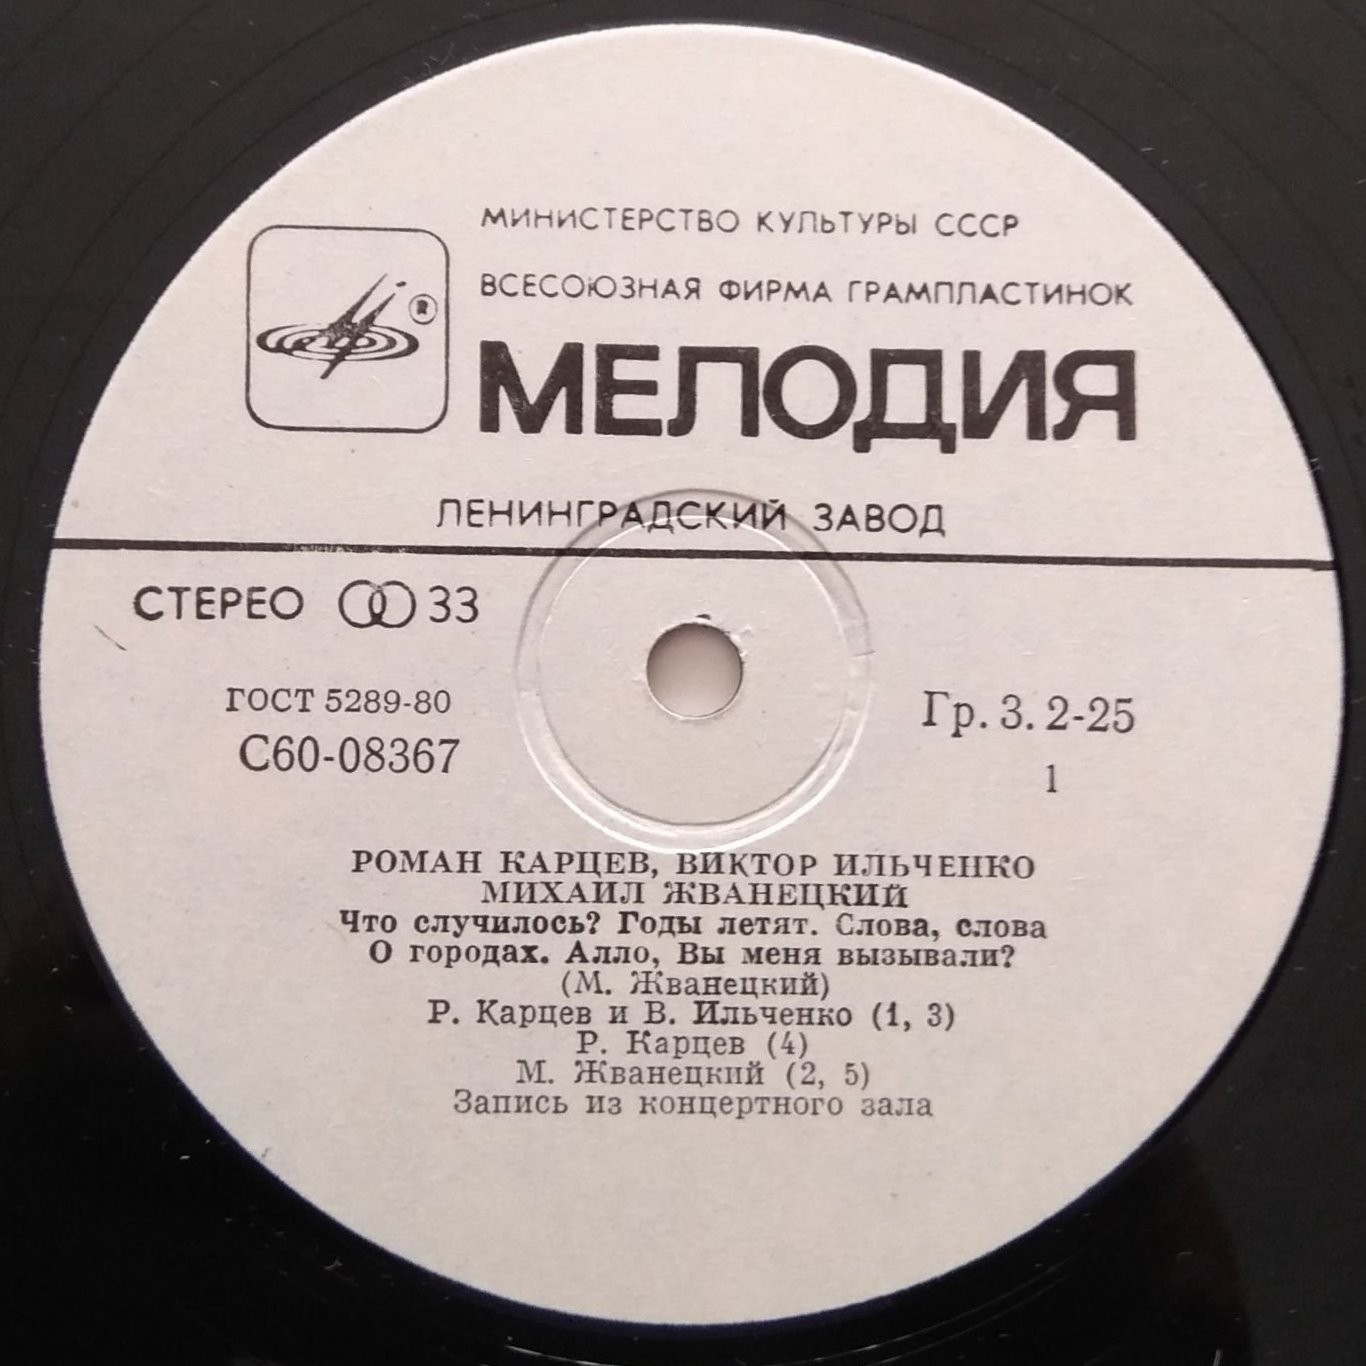 МИНИСТЕРСТВО КУЛЬТУРЫ СССР
ВСЕСОЮЗНАЯ ФИРМА ГРАМПЛАСТИНОК
®
МЕЛОДИЯ
ЛЕНИНГРАДСКИЙ ЗАВОД
СТЕРЕО 33
ГОСТ 5289-80
С60-08367
Гр. 3. 2-25
1
РОМАН КАРЦЕВ, ВИКТОР ИЛЬЧЕНКО
МИХАИЛ ЖВАНЕЦКИЙ
Что случилось? Годы летят. Слова, слова
О городах. Алло, Вы меня вызывали?
(М. Жванецкий)
Р. Карцев и В. Ильченко (1, 3)
Р. Карцев (4)
М. Жванецкий (2, 5)
Запись из концертного зала